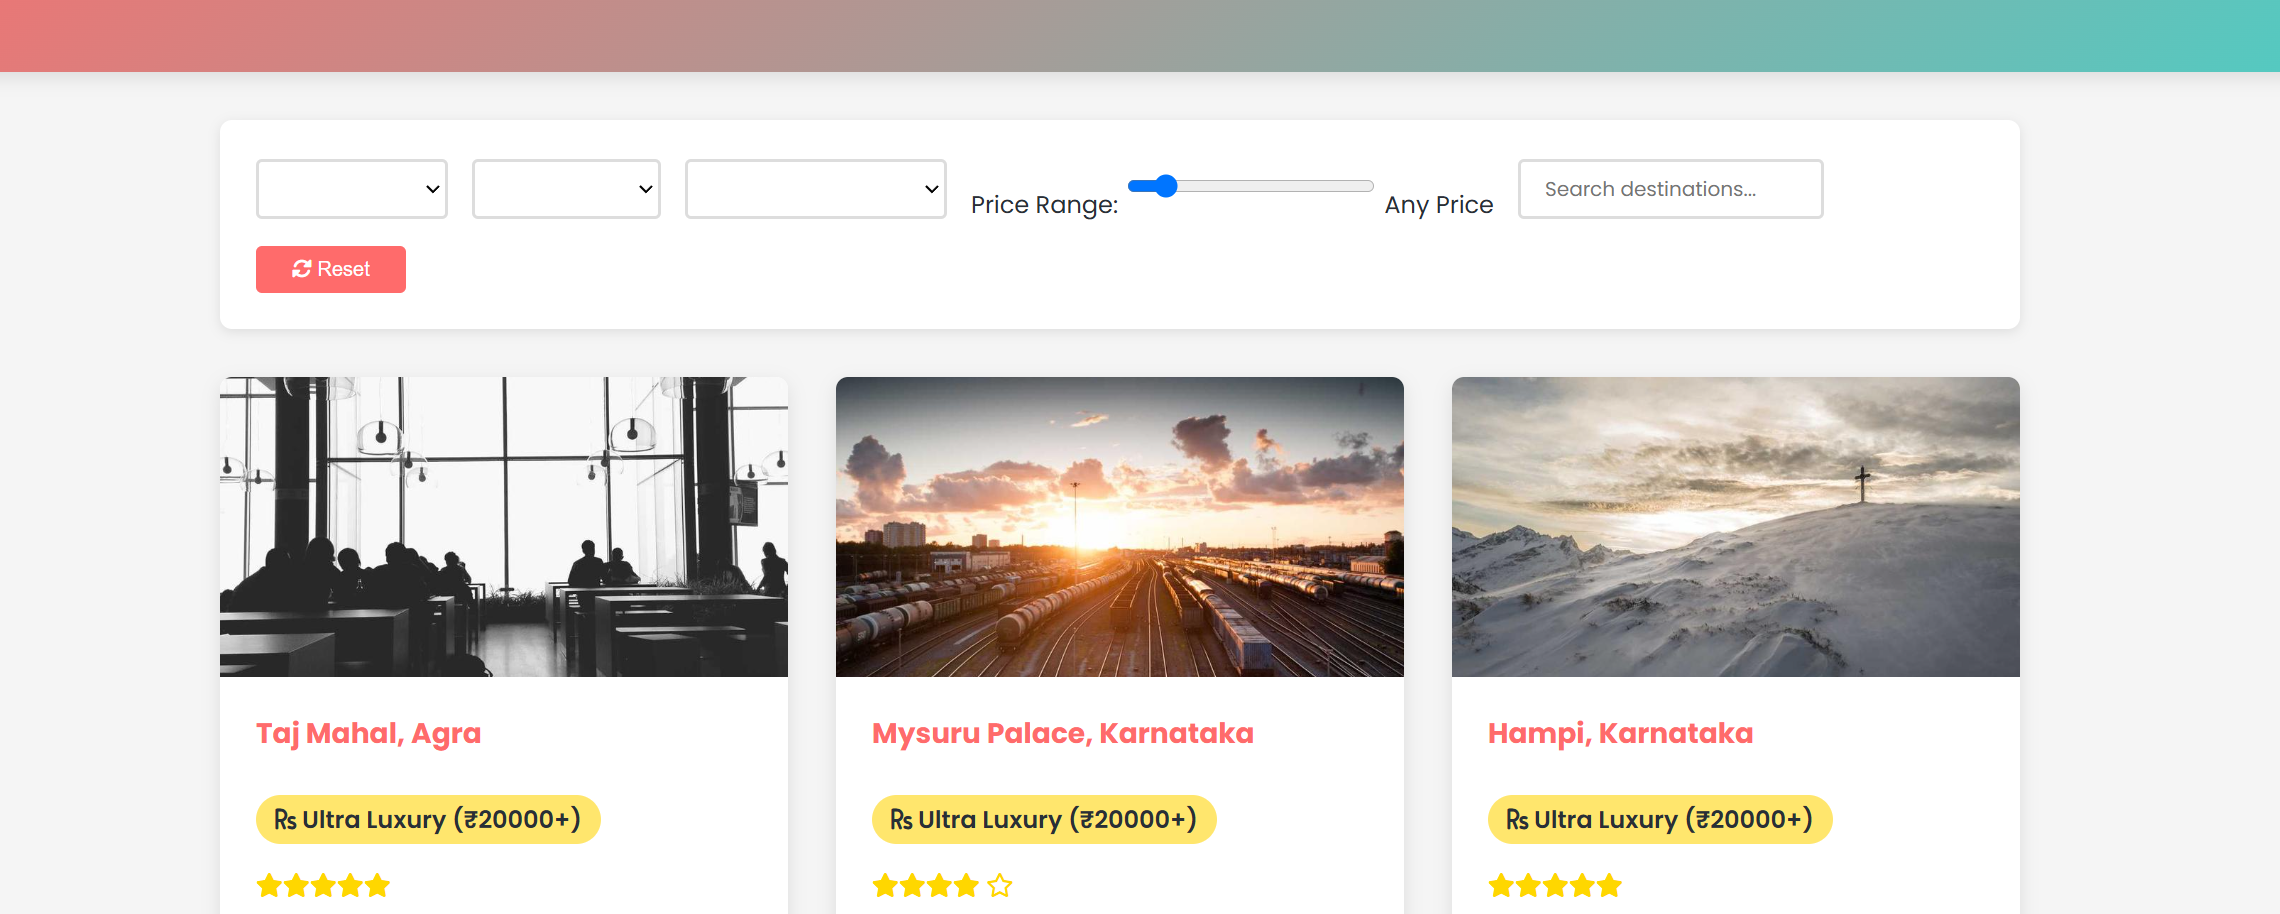 Price Range:
Any Price
Search destinations...
Reset
Taj Mahal, Agra
Mysuru Palace, Karnataka
Hampi, Karnataka
₨ Ultra Luxury (₹20000+)
₨ Ultra Luxury (₹20000+)
₨ Ultra Luxury (₹20000+)